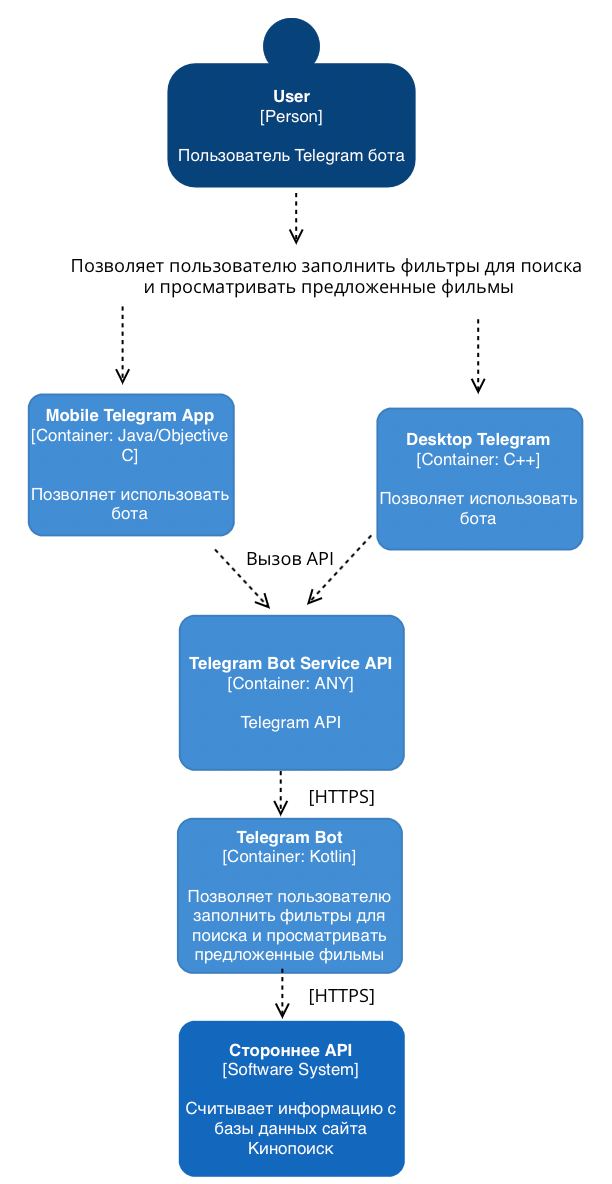 User
[Person]
Пользователь Telegram бота
Позволяет пользователю заполнить фильтры для поиска
и просматривать предложенные фильмы
Mobile Telegram App
[Container: Java/Objective
C]
Позволяет использовать
бота
Desktop Telegram
[Container: C++]
Позволяет использовать
бота
Вызов API
Telegram Bot Service API
[Container: ANY]
Telegram API
[HTTPS]
Telegram Bot
[Container: Kotlin]
Позволяет пользователю
заполнить фильтры для
поиска и просматривать
предложенные фильмы
[HTTPS]
Стороннее API
[Software System]
Считывает информацию с
базы данных сайта
Кинопоиск